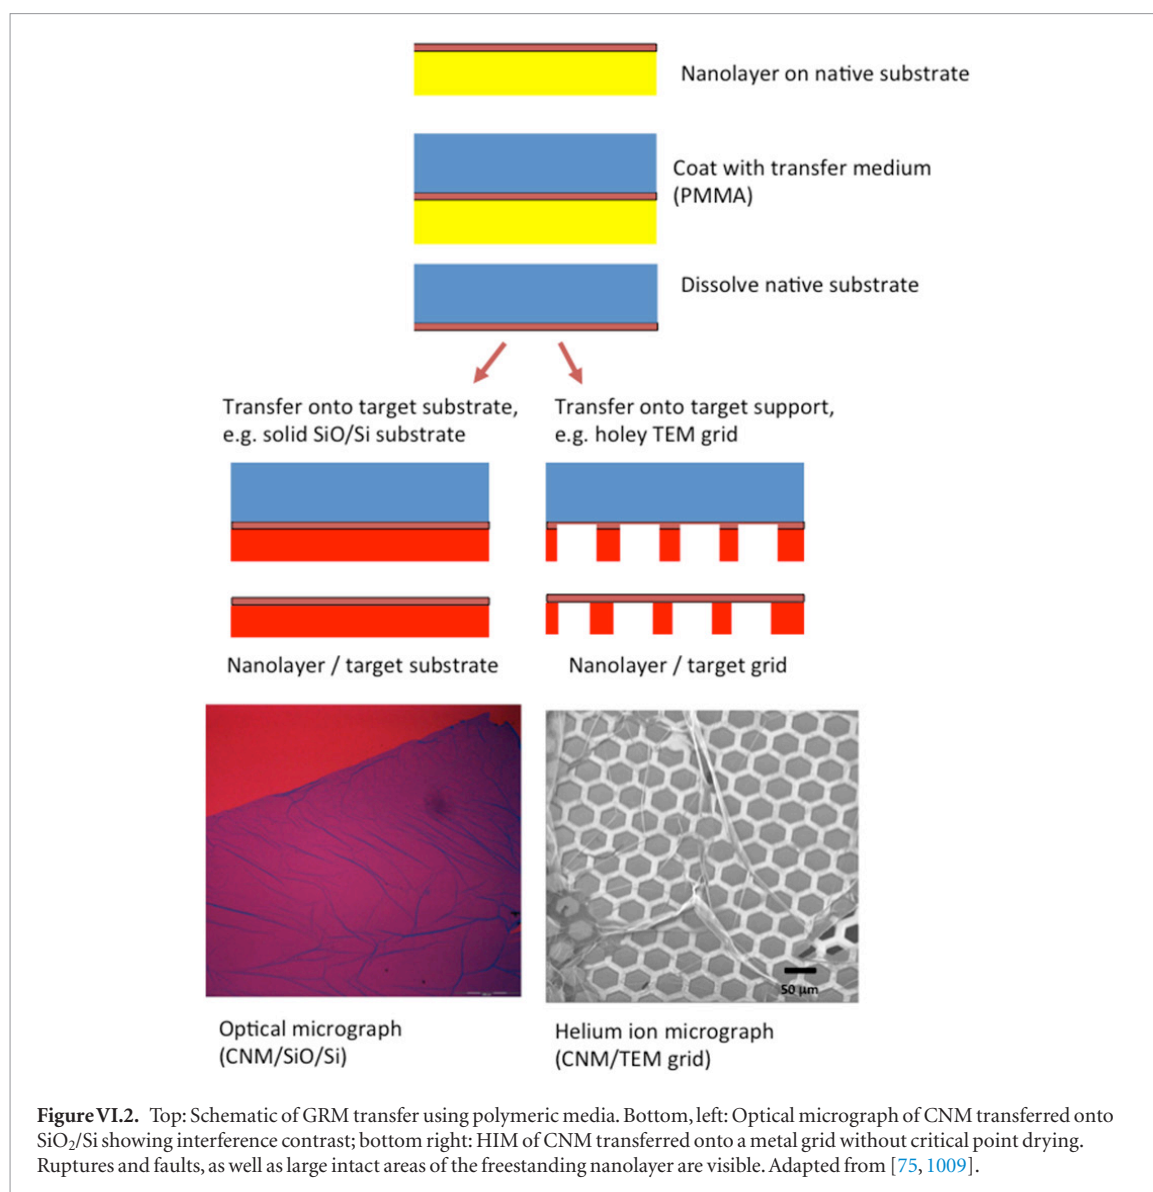 Nanolayer on native substrate
Coat with transfer medium
(PMMA)
Dissolve native substrate
Transfer onto target substrate,
e.g. solid SiO/Si substrate
Transfer onto target support,
e.g. holey TEM grid
Nanolayer / target substrate
Nanolayer / target grid
50 μm
Optical micrograph
(CNM/SiO/Si)
Helium ion micrograph
(CNM/TEM grid)
Figure VI.2. Top: Schematic of GRM transfer using polymeric media. Bottom, left: Optical micrograph of CNM transferred onto
SiO₂/Si showing interference contrast; bottom right: HIM of CNM transferred onto a metal grid without critical point drying.
Ruptures and faults, as well as large intact areas of the freestanding nanolayer are visible. Adapted from [75, 1009].